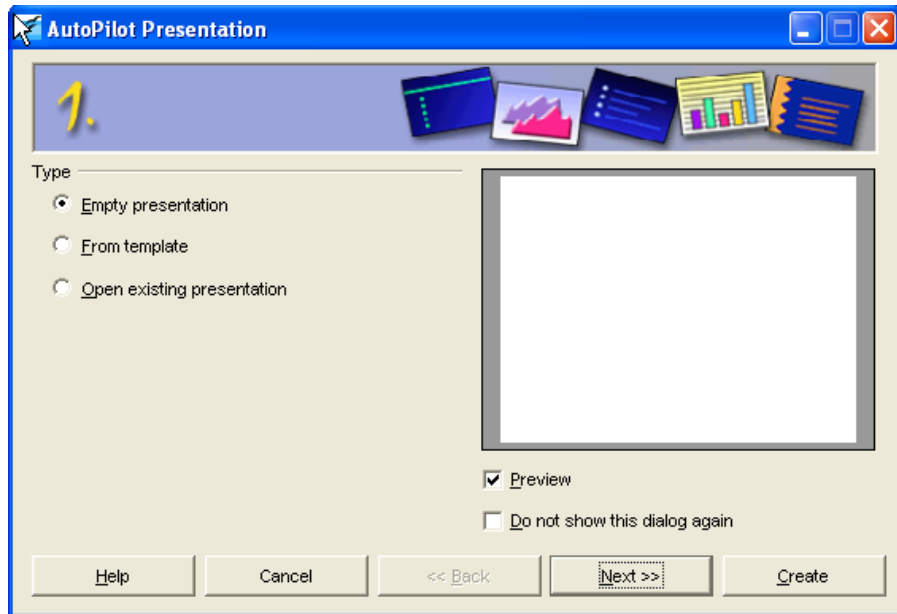 AutoPilot Presentation
1.
Type
Empty presentation
From template
Open existing presentation
Preview
Do not show this dialog again
Help
Cancel
<< Back
Next >>
Create